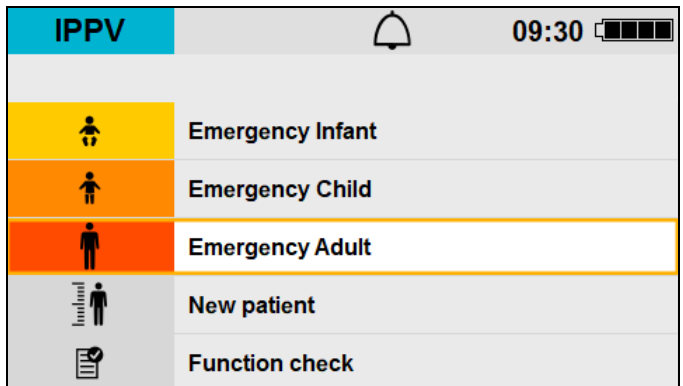 IPPV 09:30
Emergency Infant
Emergency Child
Emergency Adult
New patient
Function check